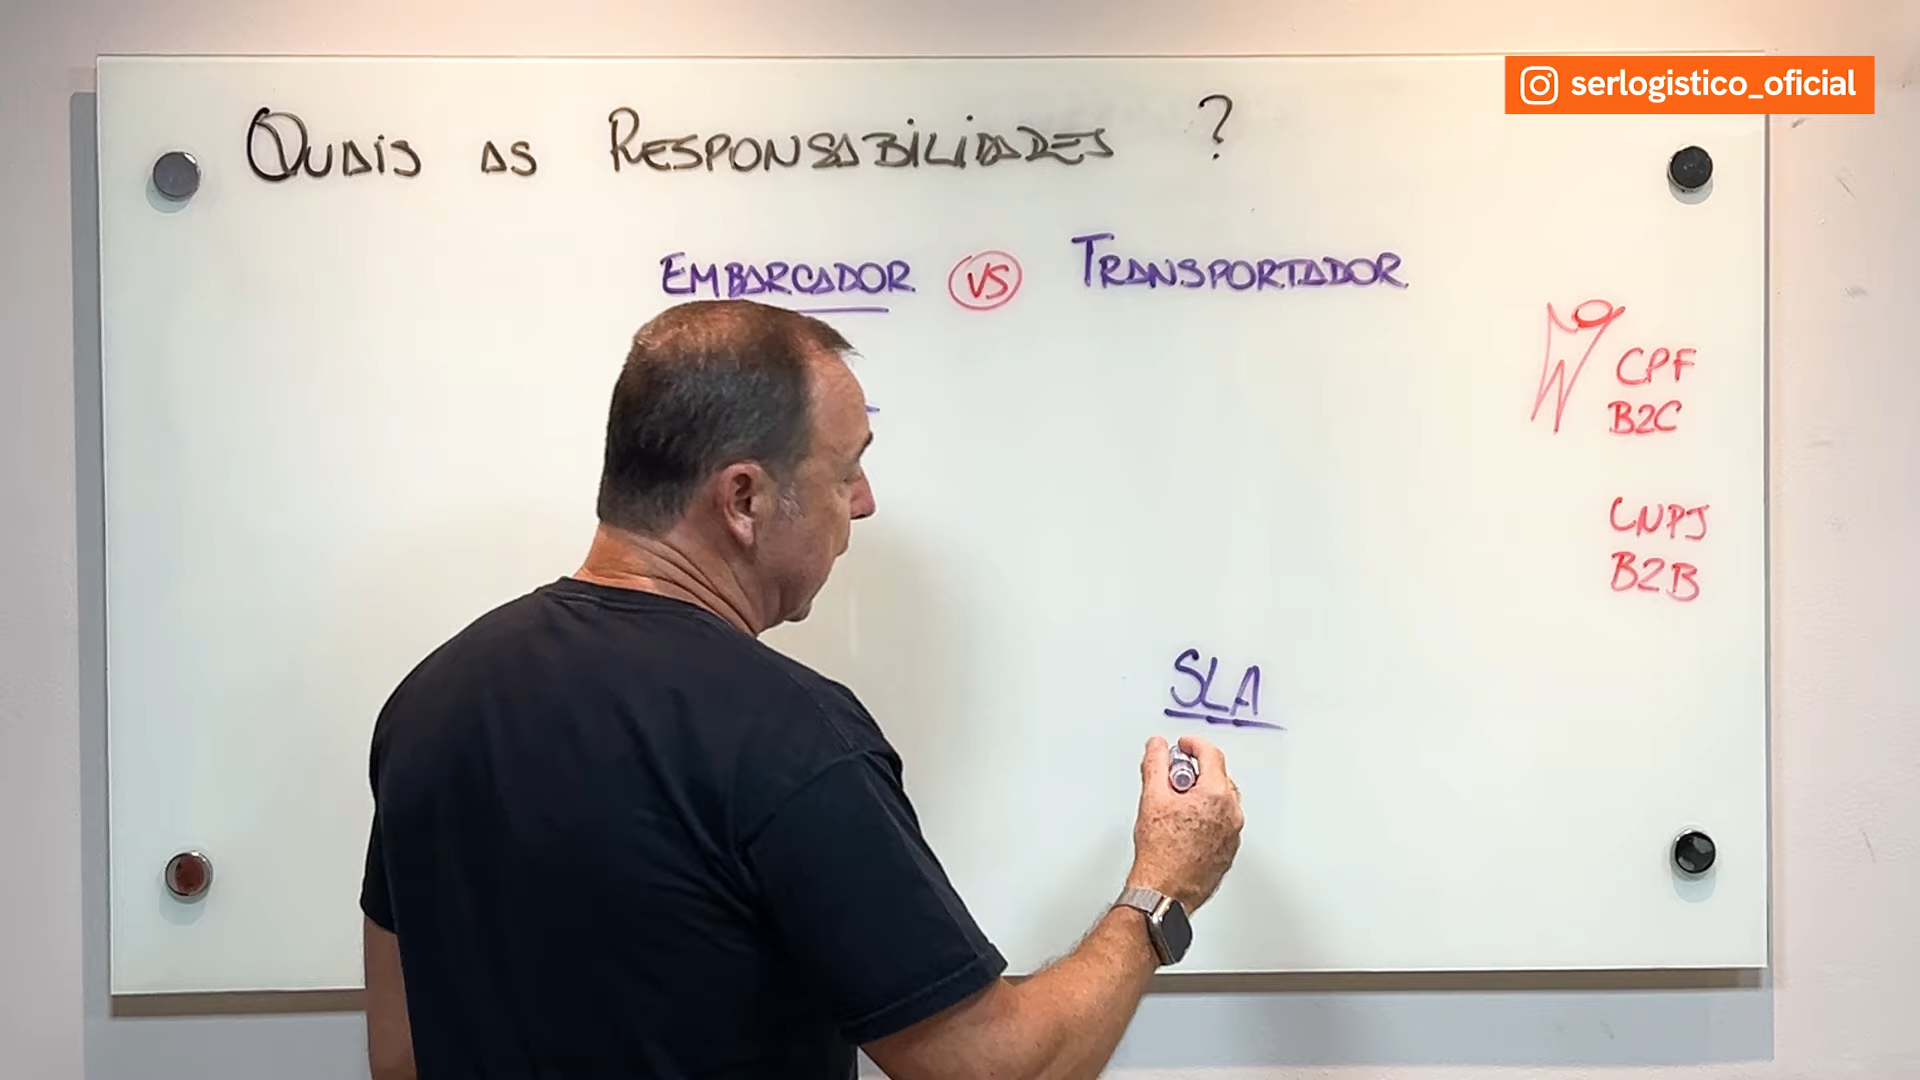 serlogistico_oficial
QUAIS AS RESPONSABILIDADES ?
EMBARCADOR VS TRANSPORTADOR
CPF
B2C
CNPJ
B2B
SLA